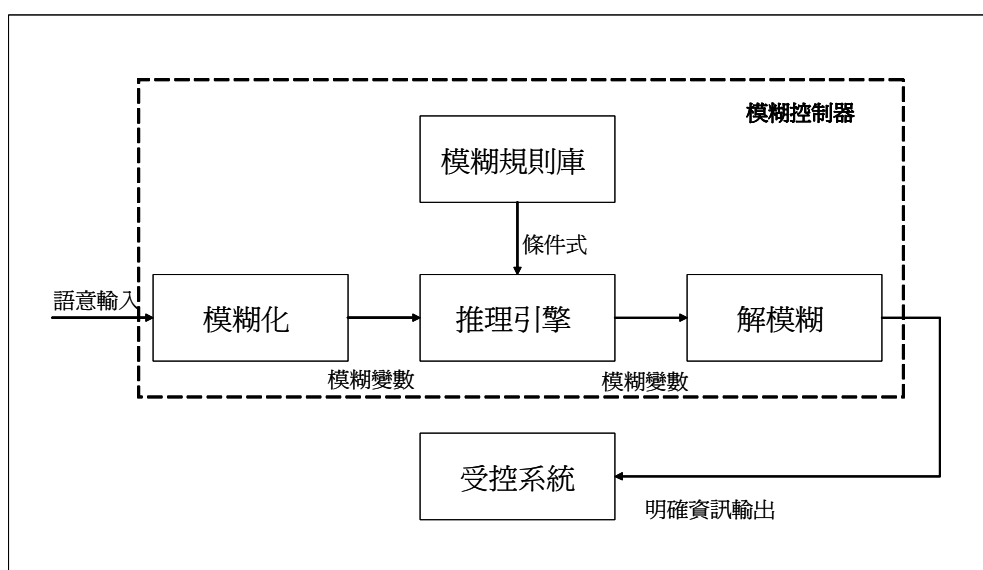 模糊控制器
模糊規則庫
條件式
語意輸入
模糊化
推理引擎
解模糊
模糊變數
模糊變數
受控系統
明確資訊輸出